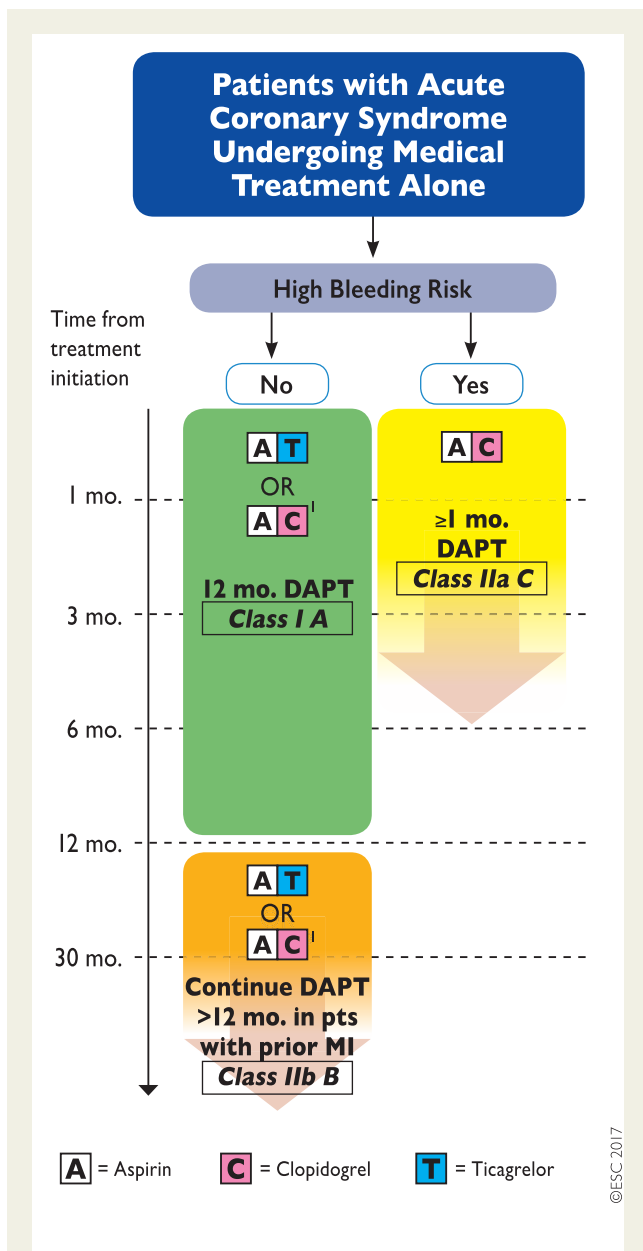 Patients with Acute
Coronary Syndrome
Undergoing Medical
Treatment Alone
High Bleeding Risk
Time from
treatment
initiation
No
Yes
A T
A C
1 mo.
OR
A C 1
≥1 mo.
DAPT
Class IIa C
12 mo. DAPT
Class I A
3 mo.
6 mo.
12 mo.
A T
OR
A C 1
30 mo.
Continue DAPT
>12 mo. in pts
with prior MI
Class IIb B
A = Aspirin
C = Clopidogrel
T = Ticagrelor
©ESC 2017